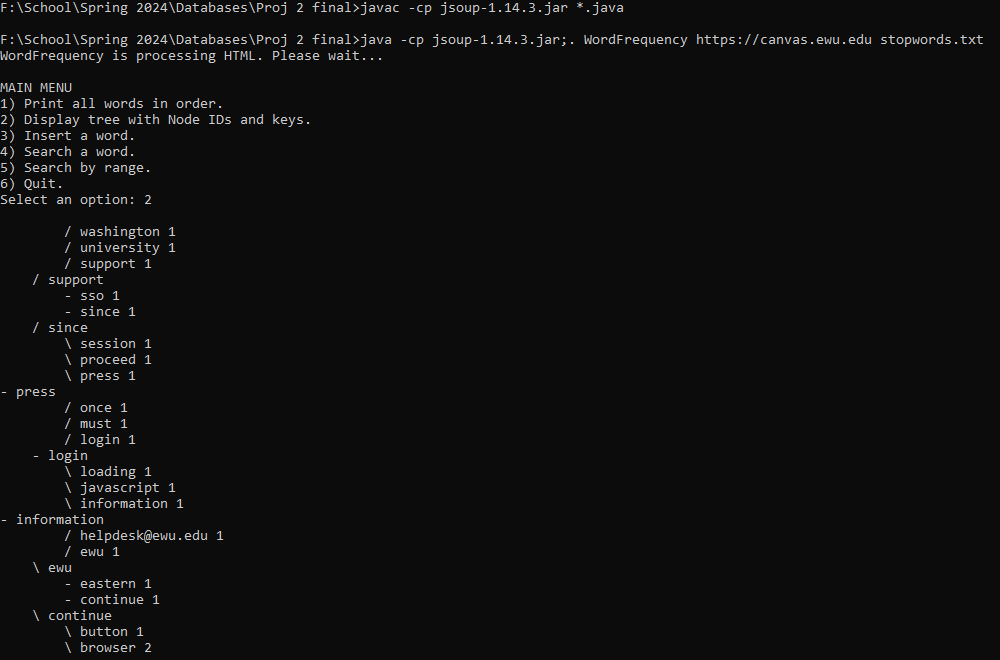 F:\School\Spring 2024\Databases\Proj 2 final>javac -cp jsoup-1.14.3.jar *.java
F:\School\Spring 2024\Databases\Proj 2 final>java -cp jsoup-1.14.3.jar;. WordFrequency https://canvas.ewu.edu stopwords.txt
WordFrequency is processing HTML. Please wait...
MAIN MENU
1) Print all words in order.
2) Display tree with Node IDs and keys.
3) Insert a word.
4) Search a word.
5) Search by range.
6) Quit.
Select an option: 2
        / washington 1
        / university 1
        / support 1
    / support
        - sso 1
        - since 1
    / since
        \ session 1
        \ proceed 1
        \ press 1
- press
        / once 1
        / must 1
        / login 1
    - login
        \ loading 1
        \ javascript 1
        \ information 1
- information
        / helpdesk@ewu.edu 1
        / ewu 1
    \ ewu
        - eastern 1
        - continue 1
    \ continue
        \ button 1
        \ browser 2